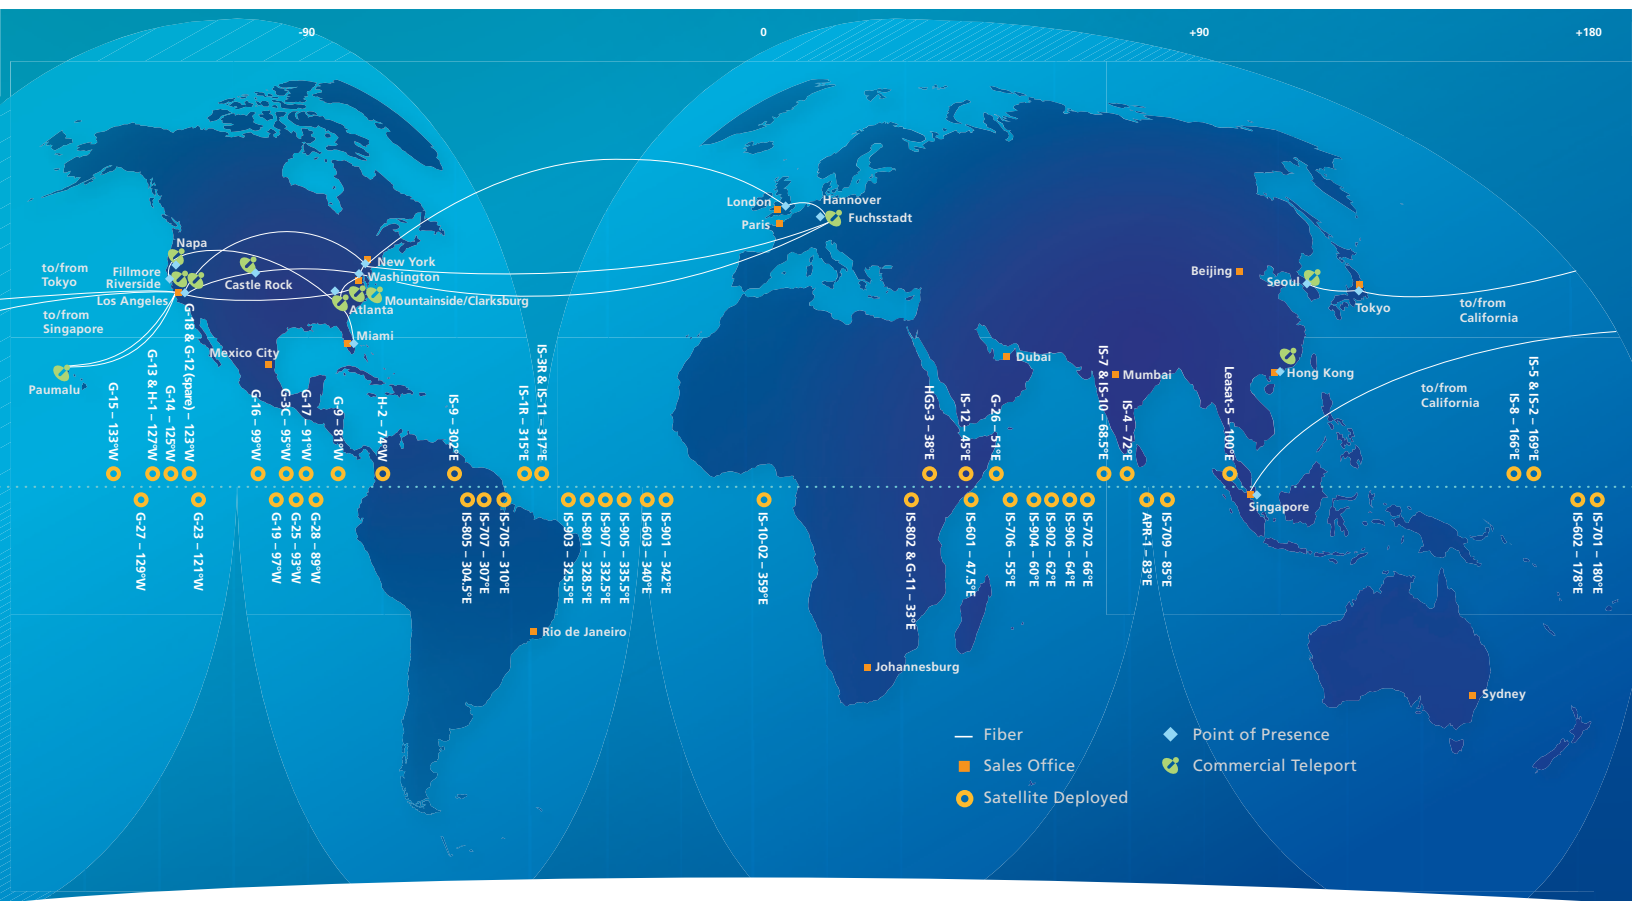 -90
0
+90
+180
London
Hannover
Paris
Fuchsstadt
Napa
to/from
Tokyo
Fillmore
Riverside
Los Angeles
Castle Rock
New York
Washington
Mountainside/Clarksburg
Atlanta
Miami
to/from
Singapore
Mexico City
Paumalu
Beijing
Seoul
Tokyo
to/from
California
Dubai
Mumbai
Hong Kong
to/from
California
G-15 – 133°W
G-13 & H-1 – 127°W
G-14 – 125°W
G-18 & G-12 (spare) – 123°W
G-16 – 99°W
G-3C – 95°W
G-17 – 91°W
G-9 – 81°W
H-2 – 74°W
IS-9 – 302°E
IS-1R – 315°E
IS-3R & IS-11 – 317°E
HGS-3 – 38°E
IS-12 – 45°E
G-26 – 51°E
IS-7 & IS-10 – 68.5°E
IS-4 – 72°E
Leasat-5 – 100°E
IS-8 – 166°E
IS-5 & IS-2 – 169°E
Singapore
G-27 – 129°W
G-23 – 121°W
G-19 – 97°W
G-25 – 93°W
G-28 – 89°W
IS-805 – 304.5°E
IS-707 – 307°E
IS-705 – 310°E
IS-903 – 325.5°E
IS-801 – 328.5°E
IS-907 – 332.5°E
IS-905 – 335.5°E
IS-603 – 340°E
IS-901 – 342°E
IS-10-02 – 359°E
IS-802 & G-11 – 33°E
IS-601 – 47.5°E
IS-706 – 55°E
IS-904 – 60°E
IS-902 – 62°E
IS-906 – 64°E
IS-702 – 66°E
APR-1 – 83°E
IS-709 – 85°E
IS-602 – 178°E
IS-701 – 180°E
Rio de Janeiro
Johannesburg
Sydney
Fiber
Point of Presence
Sales Office
Commercial Teleport
Satellite Deployed